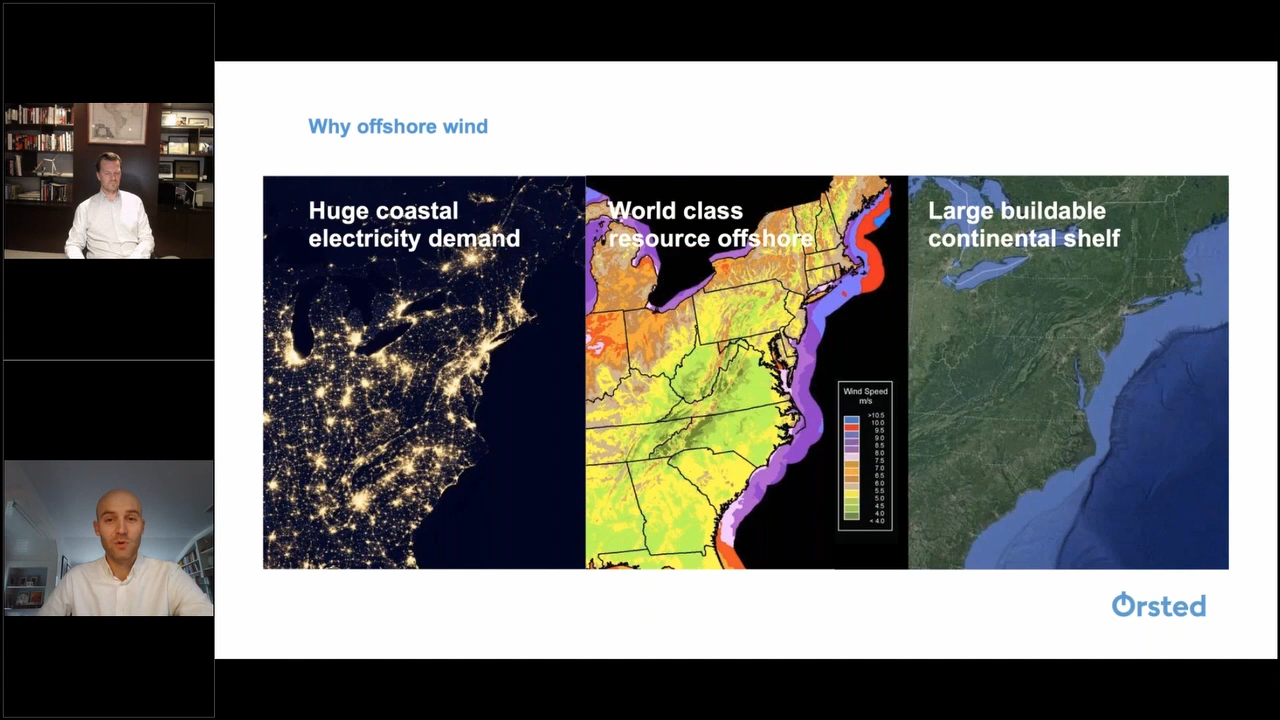 Why offshore wind
Huge coastal
electricity demand
World class
resource offshore
Large buildable
continental shelf
Wind Speed
m/s
>10.5
10.0
9.5
9.0
8.5
8.0
7.5
7.0
6.5
6.0
5.5
5.0
4.5
4.0
< 4.0
Ørsted